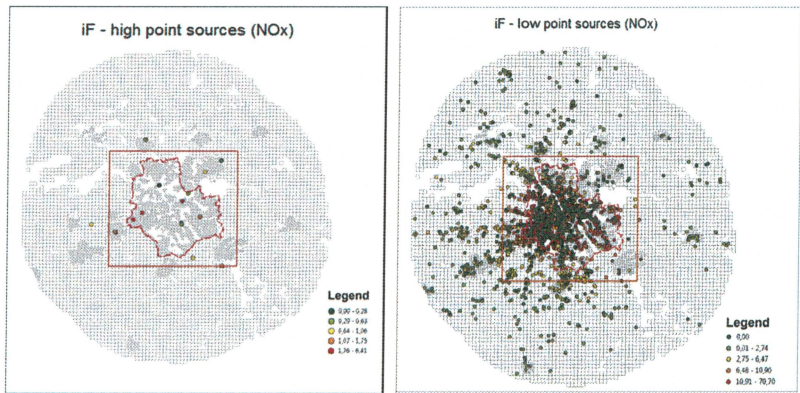 iF - high point sources (NOx)
Legend
0,00 - 0,28
0,29 - 0,63
0,64 - 1,06
1,07 - 1,75
1,76 - 6,41
iF - low point sources (NOx)
Legend
0,00
0,01 - 2,74
2,75 - 6,47
6,48 - 10,90
10,91 - 70,70